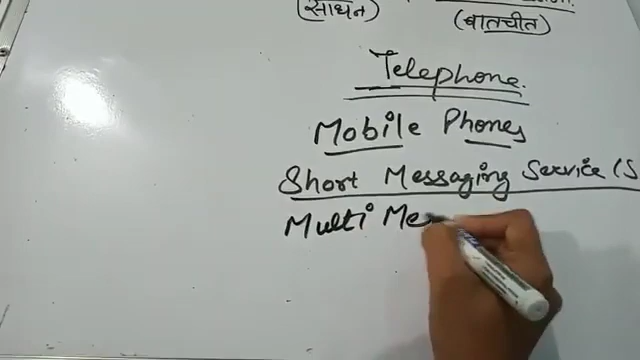 (साधन)
(बातचीत)
Telephone.
Mobile Phones
Short Messaging Service (S
Multi Me